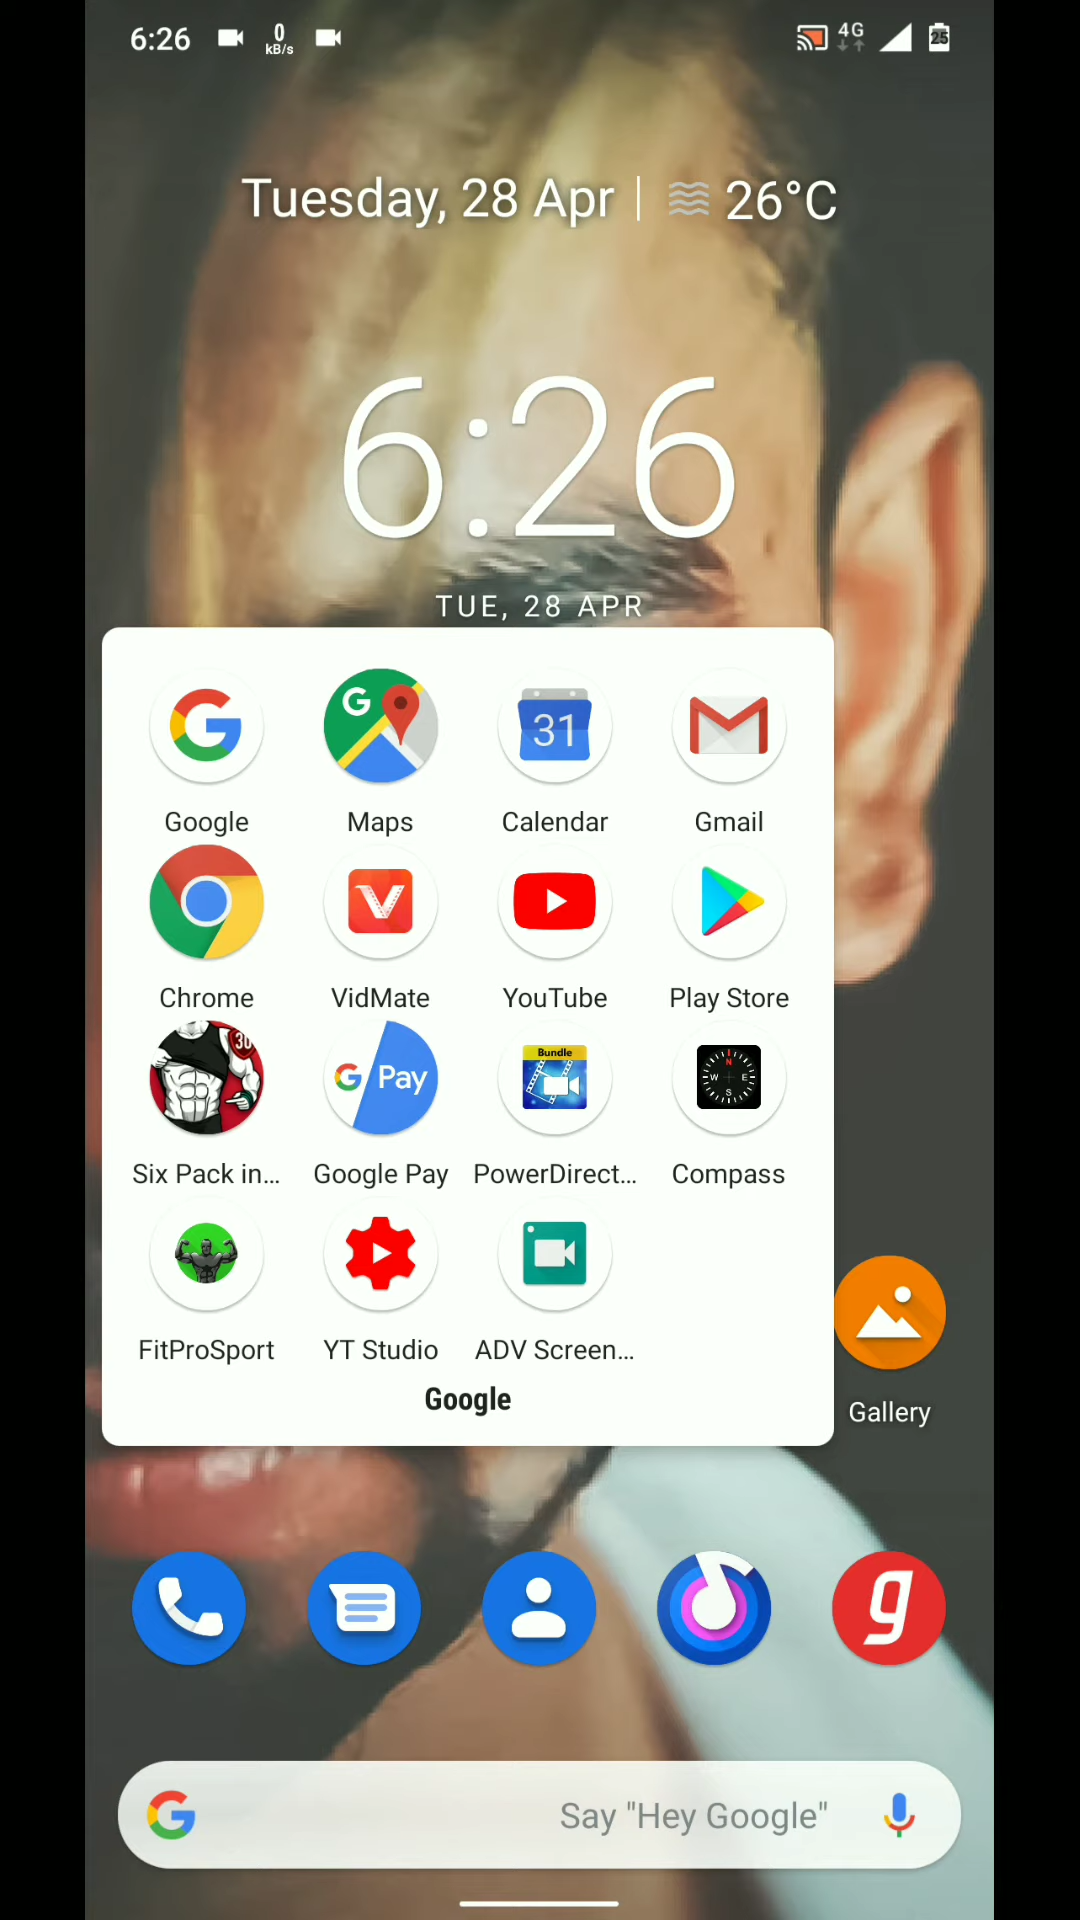 6:26
0
kB/s
4G
25
Tuesday, 28 Apr
26°C
6:26
TUE, 28 APR
G
G
31
Google
Maps
Calendar
Gmail
Chrome
VidMate
YouTube
Play Store
30
G Pay
Bundle
N
W E
S
Six Pack in...
Google Pay
PowerDirect...
Compass
FitProSport
YT Studio
ADV Screen...
Google
Gallery
g
G
Say "Hey Google"